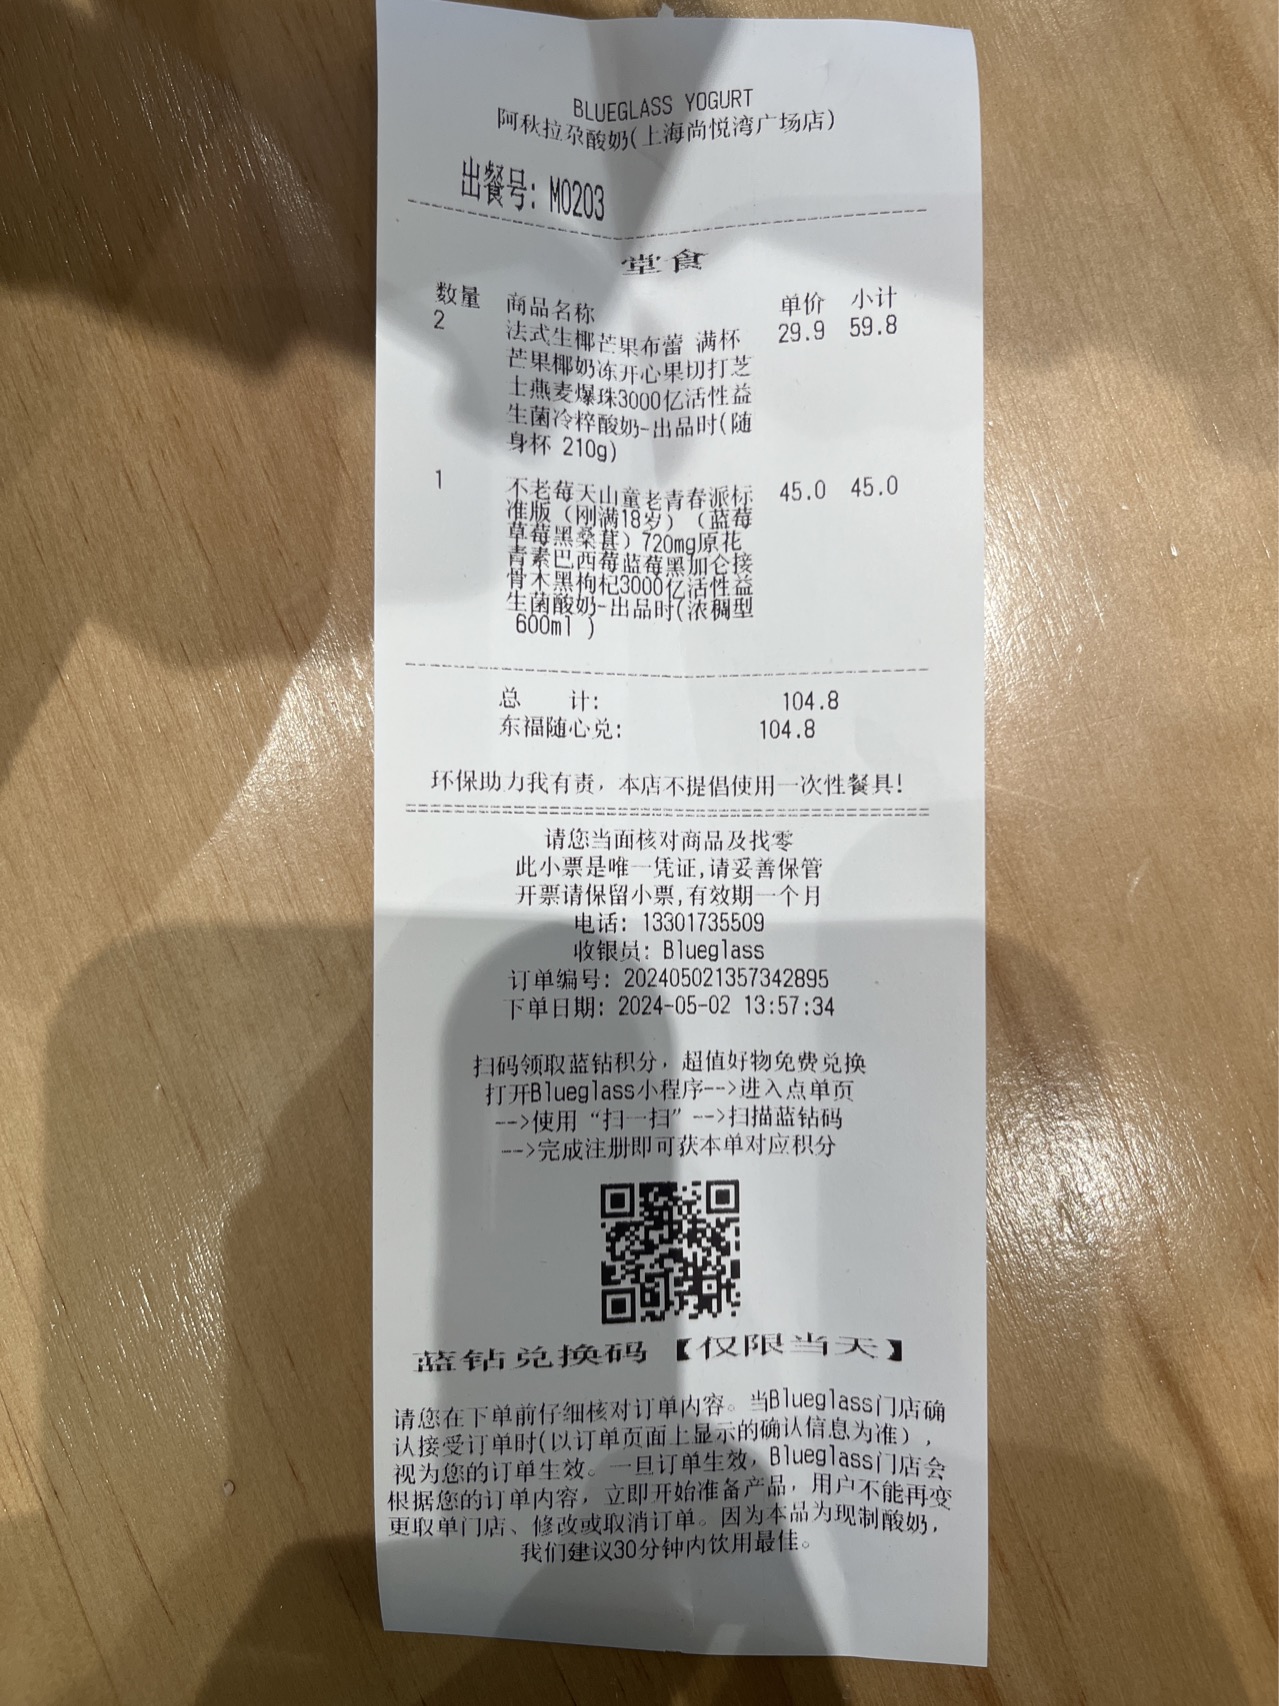 BLUEGLASS YOGURT
阿秋拉尕酸奶(上海尚悦湾广场店)
出餐号: M0203
堂食
数量 商品名称 单价 小计
2 法式生椰芒果布蕾 满杯 29.9 59.8
芒果椰奶冻开心果切打芝
士燕麦爆珠3000亿活性益
生菌冷粹酸奶-出品时(随
身杯 210g)
1 不老莓天山童老青春派标 45.0 45.0
准版（刚满18岁）（蓝莓
草莓黑桑葚）720mg原花
青素巴西莓蓝莓黑加仑接
骨木黑枸杞3000亿活性益
生菌酸奶-出品时(浓稠型
600ml )
总 计: 104.8
东福随心兑: 104.8
环保助力我有责，本店不提倡使用一次性餐具!
请您当面核对商品及找零
此小票是唯一凭证,请妥善保管
开票请保留小票,有效期一个月
电话: 13301735509
收银员: Blueglass
订单编号: 202405021357342895
下单日期: 2024-05-02 13:57:34
扫码领取蓝钻积分，超值好物免费兑换
打开Blueglass小程序-->进入点单页
-->使用“扫一扫”-->扫描蓝钻码
-->完成注册即可获本单对应积分
蓝钻兑换码【仅限当天】
请您在下单前仔细核对订单内容。当Blueglass门店确
认接受订单时(以订单页面上显示的确认信息为准)，
视为您的订单生效。一旦订单生效，Blueglass门店会
根据您的订单内容，立即开始准备产品，用户不能再变
更取单门店、修改或取消订单。因为本品为现制酸奶，
我们建议30分钟内饮用最佳。